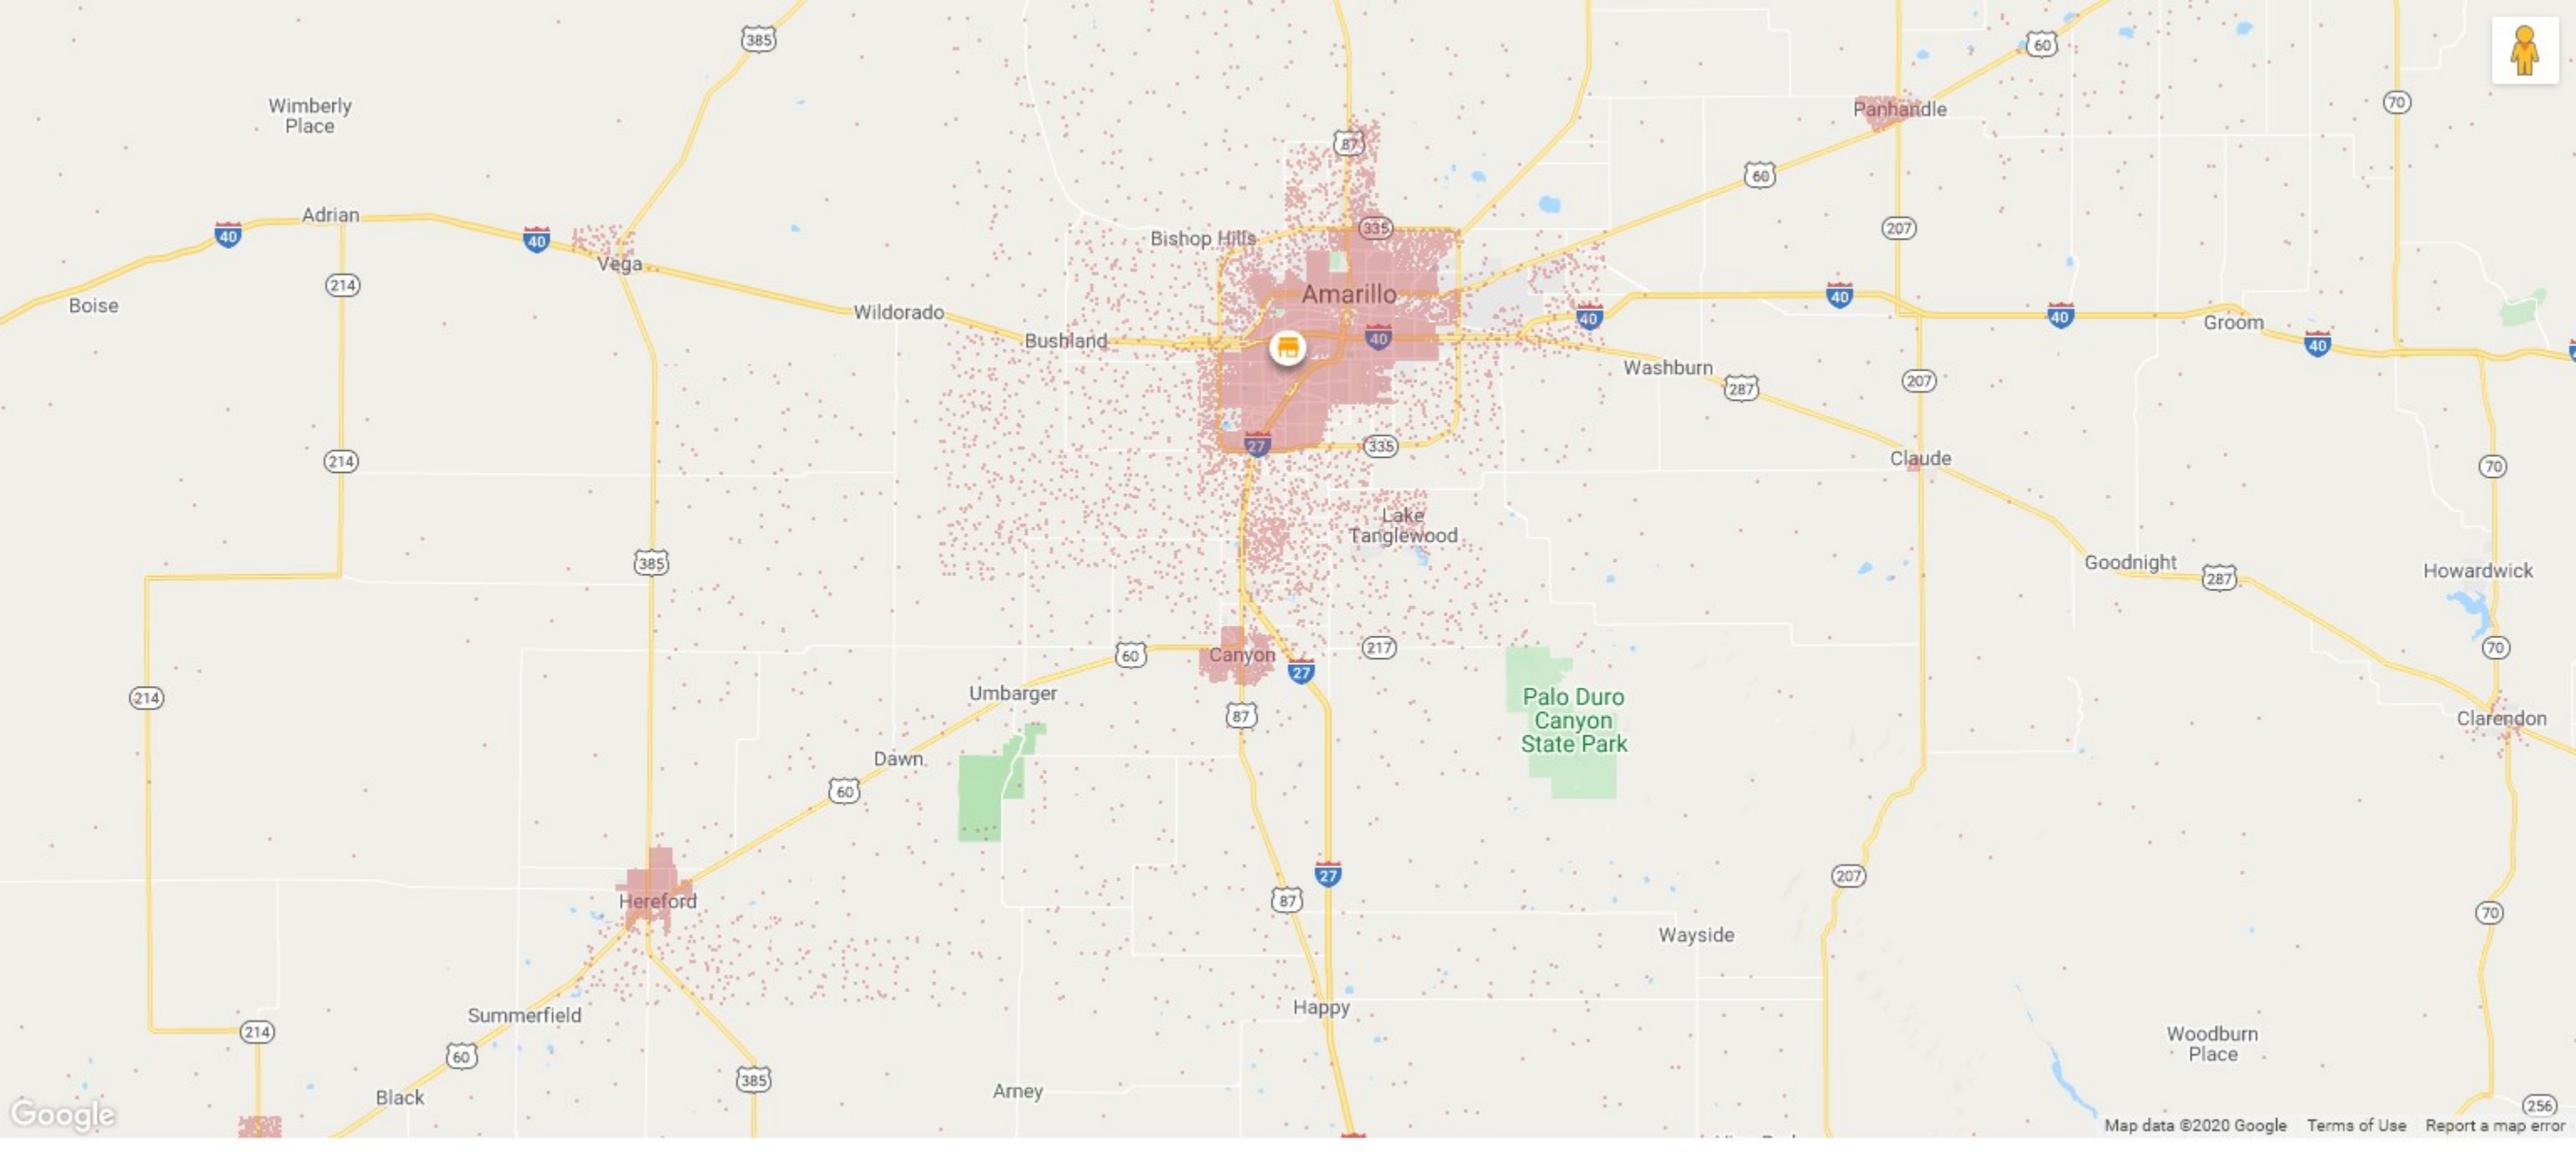 385
60
70
Wimberly
Place
Panhandle
87
60
Adrian
40
40
335
207
Bishop Hills
Vega
214
Boise
Amarillo
40
40
40
Wildorado
Groom
Bushland
40
40
Washburn
287
207
27
335
Claude
214
70
Lake
Tanglewood
385
Goodnight
287
Howardwick
60
Canyon
217
70
27
214
Umbarger
Palo Duro
Canyon
State Park
87
Clarendon
Dawn
60
Hereford
27
207
87
70
Wayside
Happy
Summerfield
214
60
Woodburn
Place
385
Black
Arney
256
Google
Map data ©2020 Google
Terms of Use
Report a map error